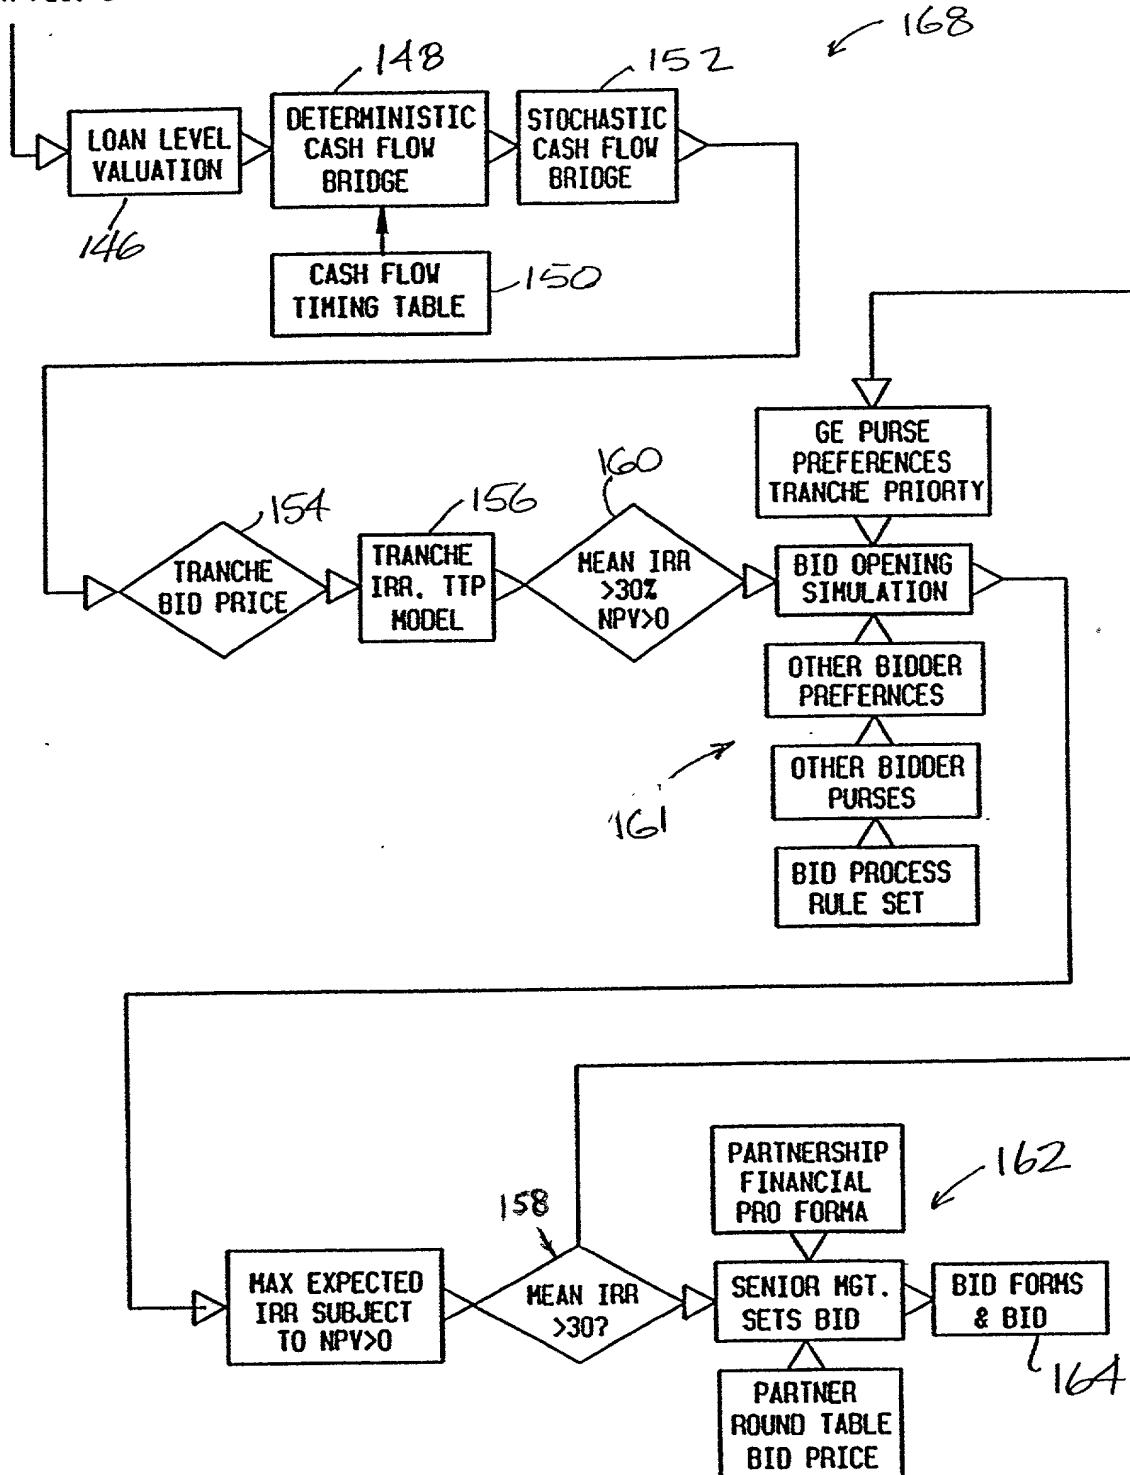 168
148
152
LOAN LEVEL
VALUATION
DETERMINISTIC
CASH FLOW
BRIDGE
STOCHASTIC
CASH FLOW
BRIDGE
146
CASH FLOW
TIMING TABLE
150
GE PURSE
PREFERENCES
TRANCHE PRIORTY
154
156
160
TRANCHE
BID PRICE
TRANCHE
IRR. TTP
MODEL
MEAN IRR
>30%
NPV>0
BID OPENING
SIMULATION
OTHER BIDDER
PREFERNCES
OTHER BIDDER
PURSES
161
BID PROCESS
RULE SET
PARTNERSHIP
FINANCIAL
PRO FORMA
162
158
MAX EXPECTED
IRR SUBJECT
TO NPV>0
MEAN IRR
>30?
SENIOR MGT.
SETS BID
BID FORMS
& BID
164
PARTNER
ROUND TABLE
BID PRICE